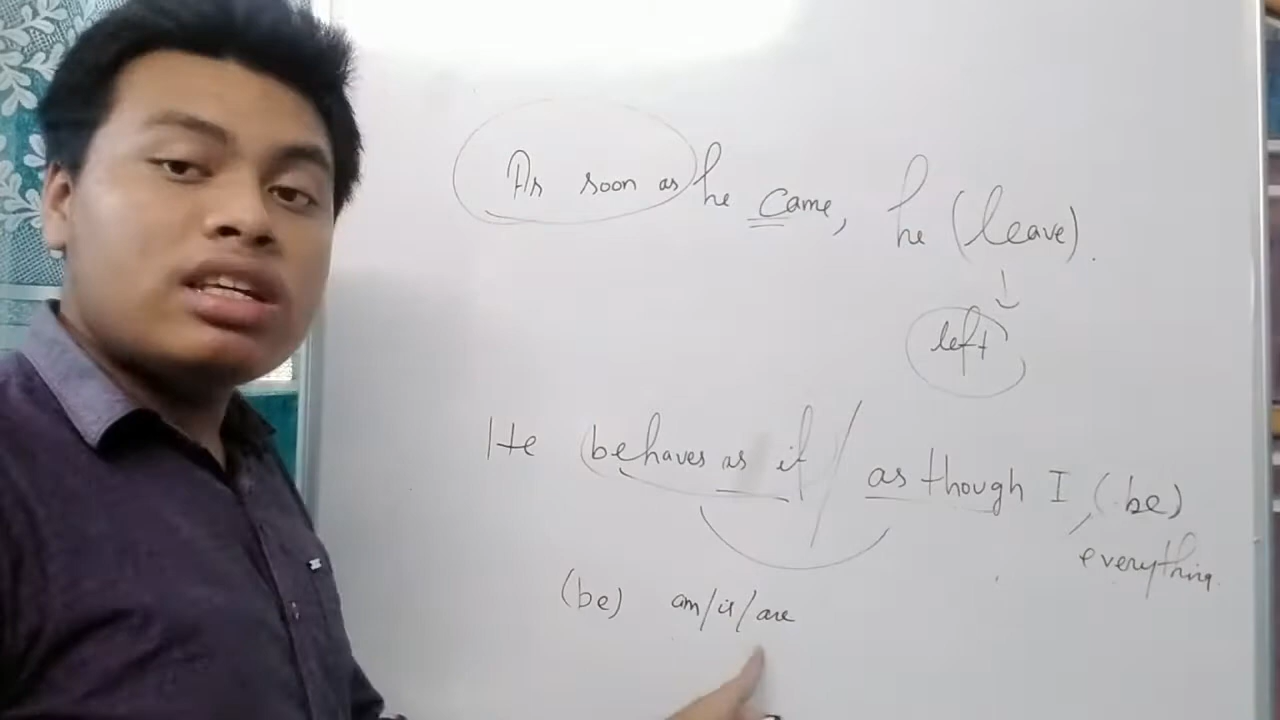 As soon as he came, he (leave).
left
He behaves as if / as though I (be)
everything.
(be) am/is/are